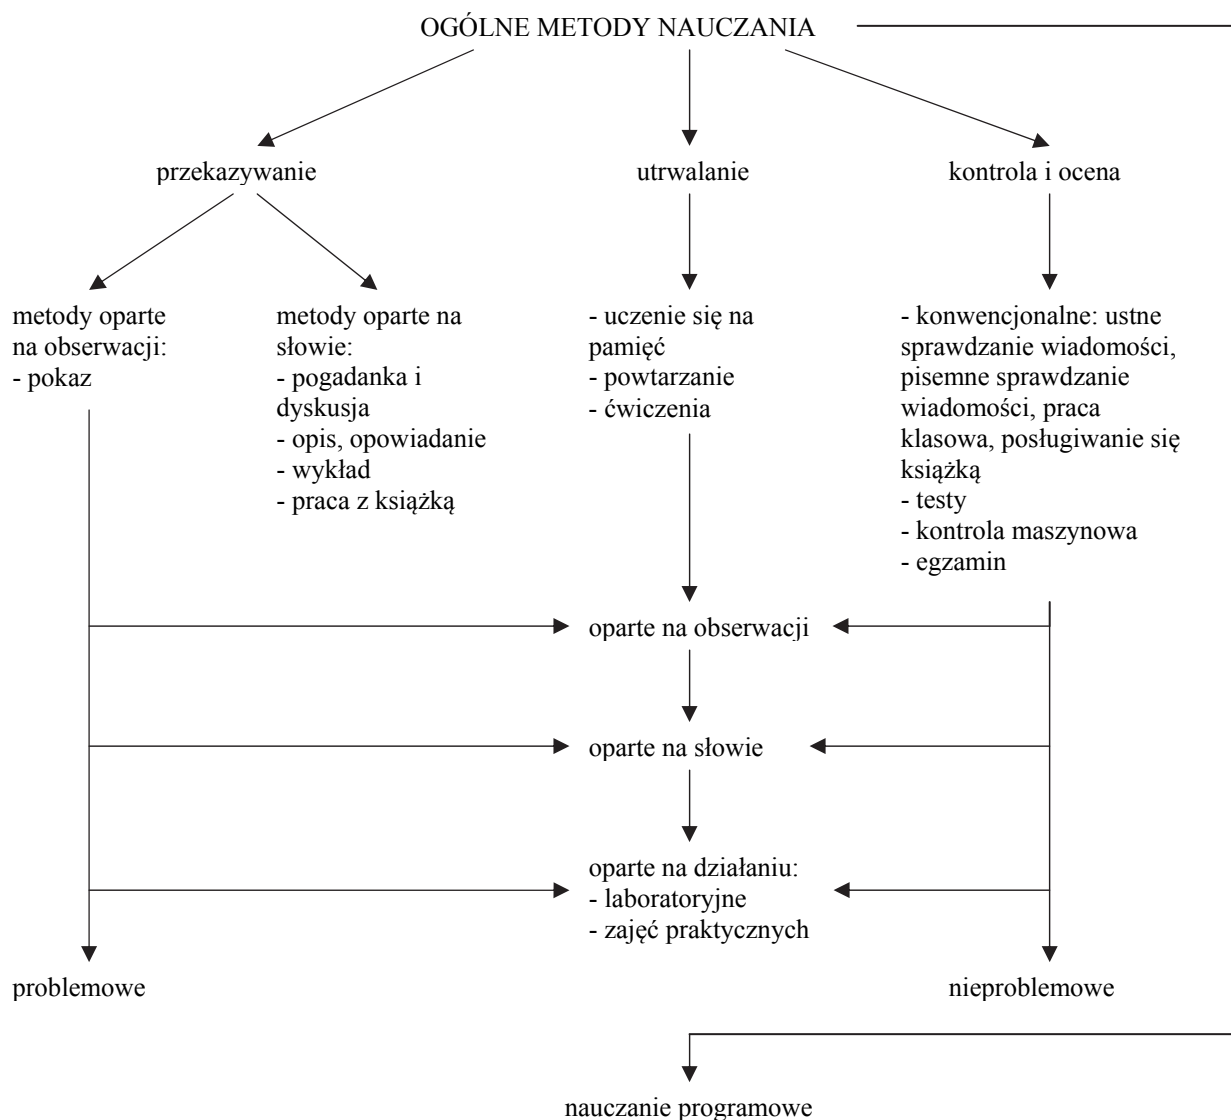 OGÓLNE METODY NAUCZANIA
przekazywanie
utrwalanie
kontrola i ocena
metody oparte
na obserwacji:
- pokaz
metody oparte na
słowie:
- pogadanka i
dyskusja
- opis, opowiadanie
- wykład
- praca z książką
- uczenie się na
pamięć
- powtarzanie
- ćwiczenia
- konwencjonalne: ustne
sprawdzanie wiadomości,
pisemne sprawdzanie
wiadomości, praca
klasowa, posługiwanie się
książką
- testy
- kontrola maszynowa
- egzamin
oparte na obserwacji
oparte na słowie
oparte na działaniu:
- laboratoryjne
- zajęć praktycznych
problemowe
nieproblemowe
nauczanie programowe